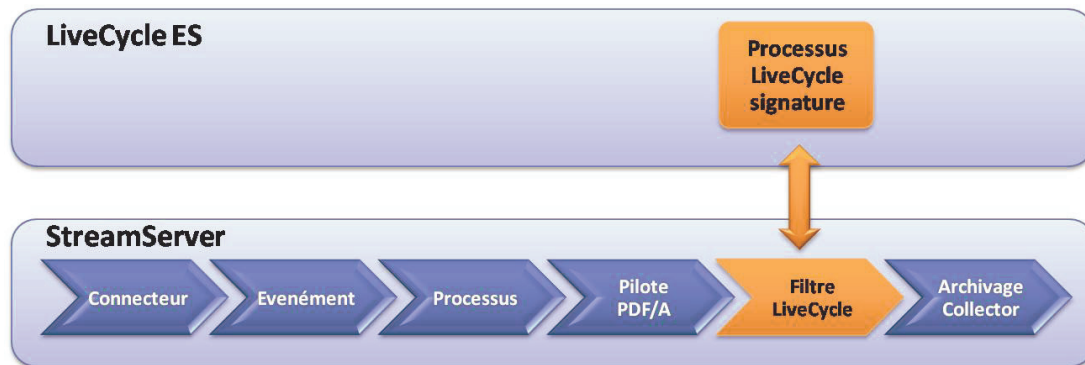 LiveCycle ES
Processus
LiveCycle
signature
StreamServer
Connecteur
Evenément
Processus
Pilote
PDF/A
Filtre
LiveCycle
Archivage
Collector